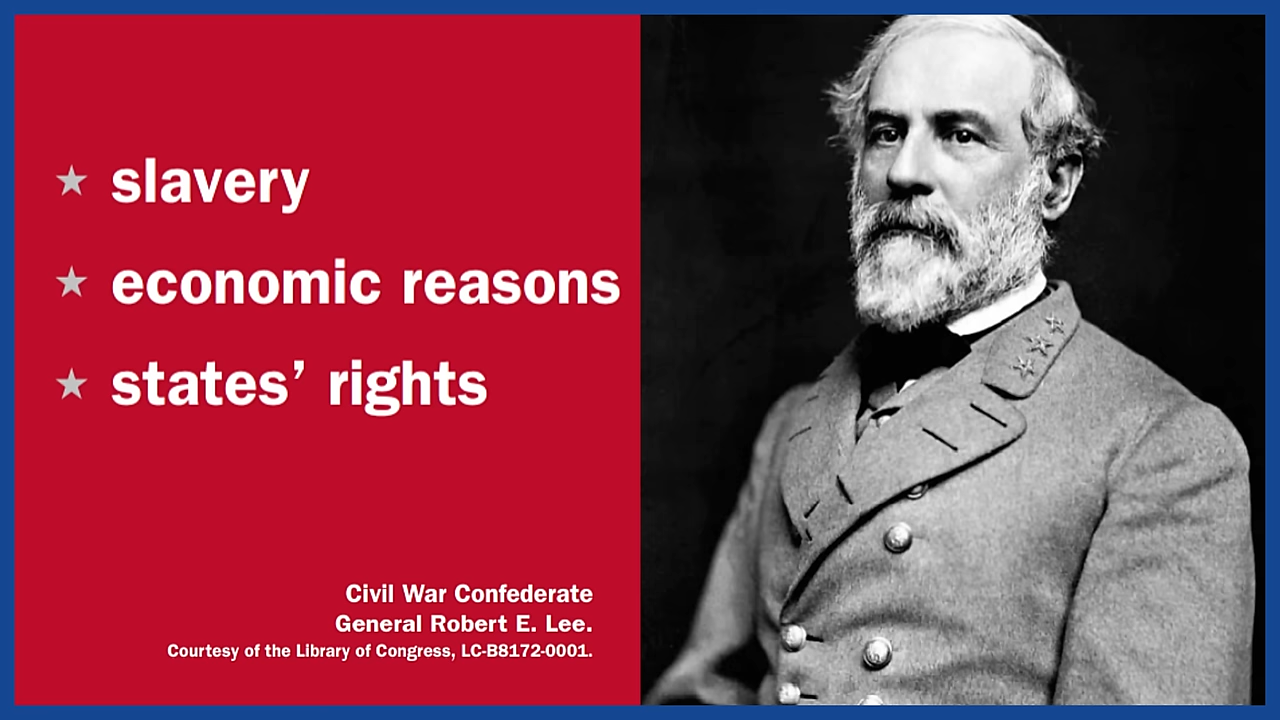 slavery
economic reasons
states’ rights
Civil War Confederate
General Robert E. Lee.
Courtesy of the Library of Congress, LC-B8172-0001.